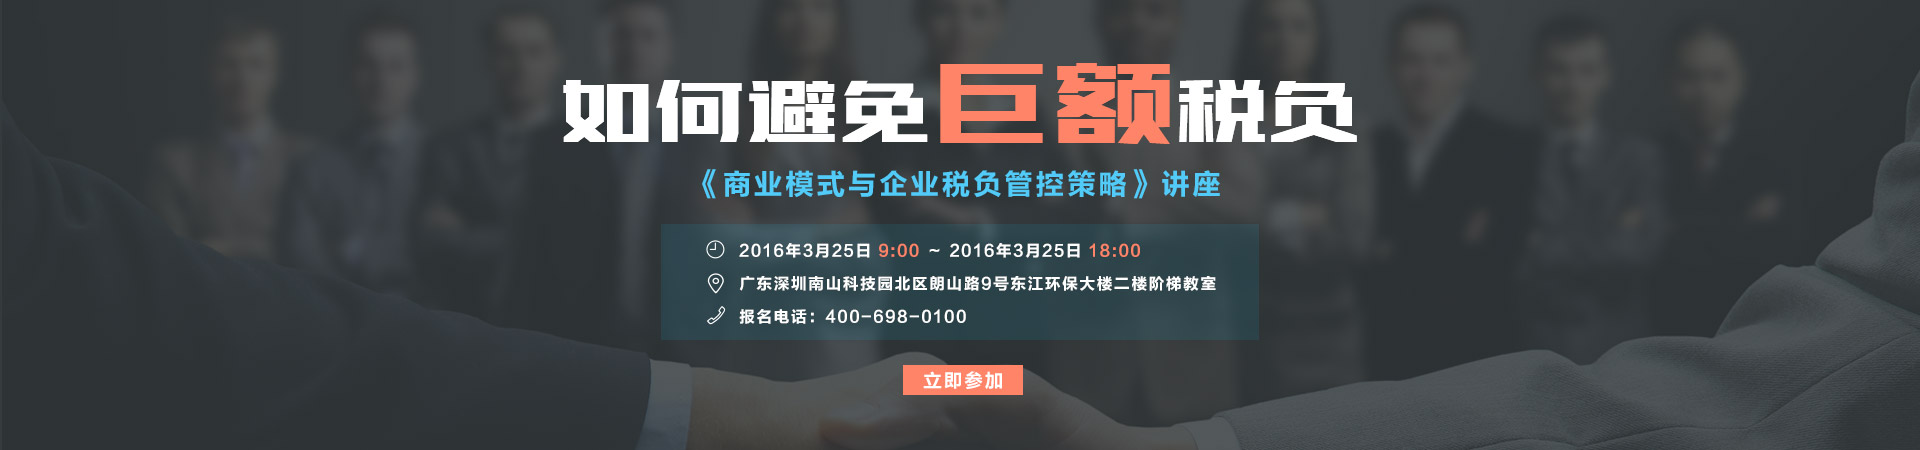 如何避免巨额税负
《商业模式与企业税负管控策略》讲座
2016年3月25日 9:00 ~ 2016年3月25日 18:00
广东深圳南山科技园北区朗山路9号东江环保大楼二楼阶梯教室
报名电话：400-698-0100
立即参加